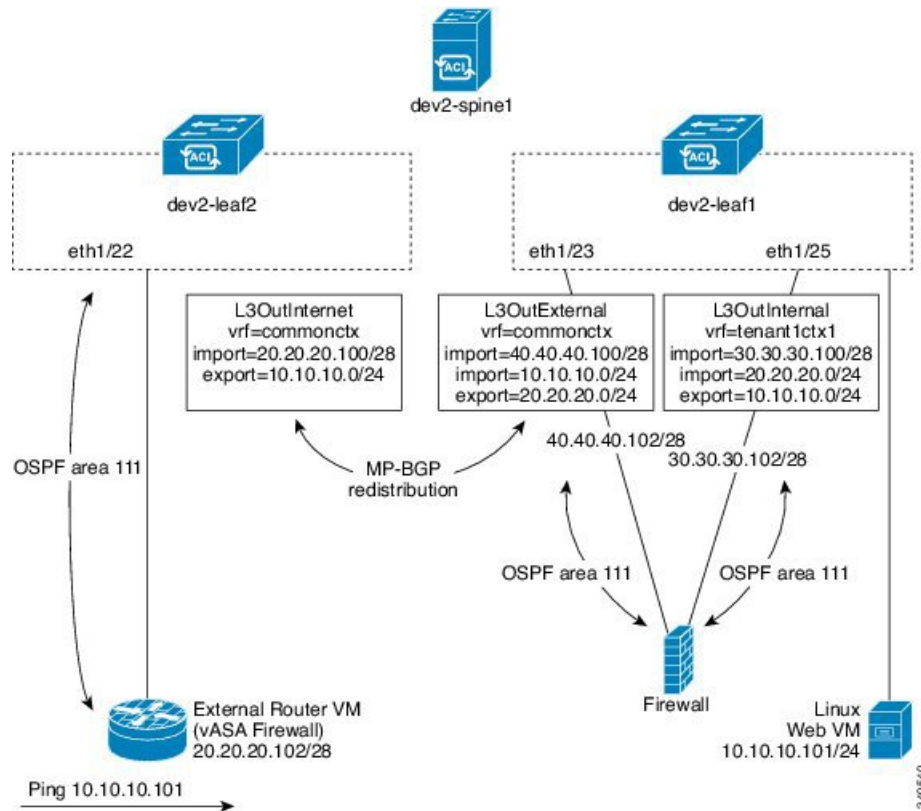 ACI
dev2-spine1
ACI
dev2-leaf2
ACI
dev2-leaf1
eth1/22
eth1/23
eth1/25
L3OutInternet
vrf=commonctx
import=20.20.20.100/28
export=10.10.10.0/24
L3OutExternal
vrf=commonctx
import=40.40.40.100/28
import=10.10.10.0/24
export=20.20.20.0/24
L3OutInternal
vrf=tenant1ctx1
import=30.30.30.100/28
import=20.20.20.0/24
export=10.10.10.0/24
OSPF area 111
MP-BGP
redistribution
40.40.40.102/28
30.30.30.102/28
OSPF area 111
OSPF area 111
External Router VM
(vASA Firewall)
20.20.20.102/28
Firewall
Linux
Web VM
10.10.10.101/24
Ping 10.10.10.101